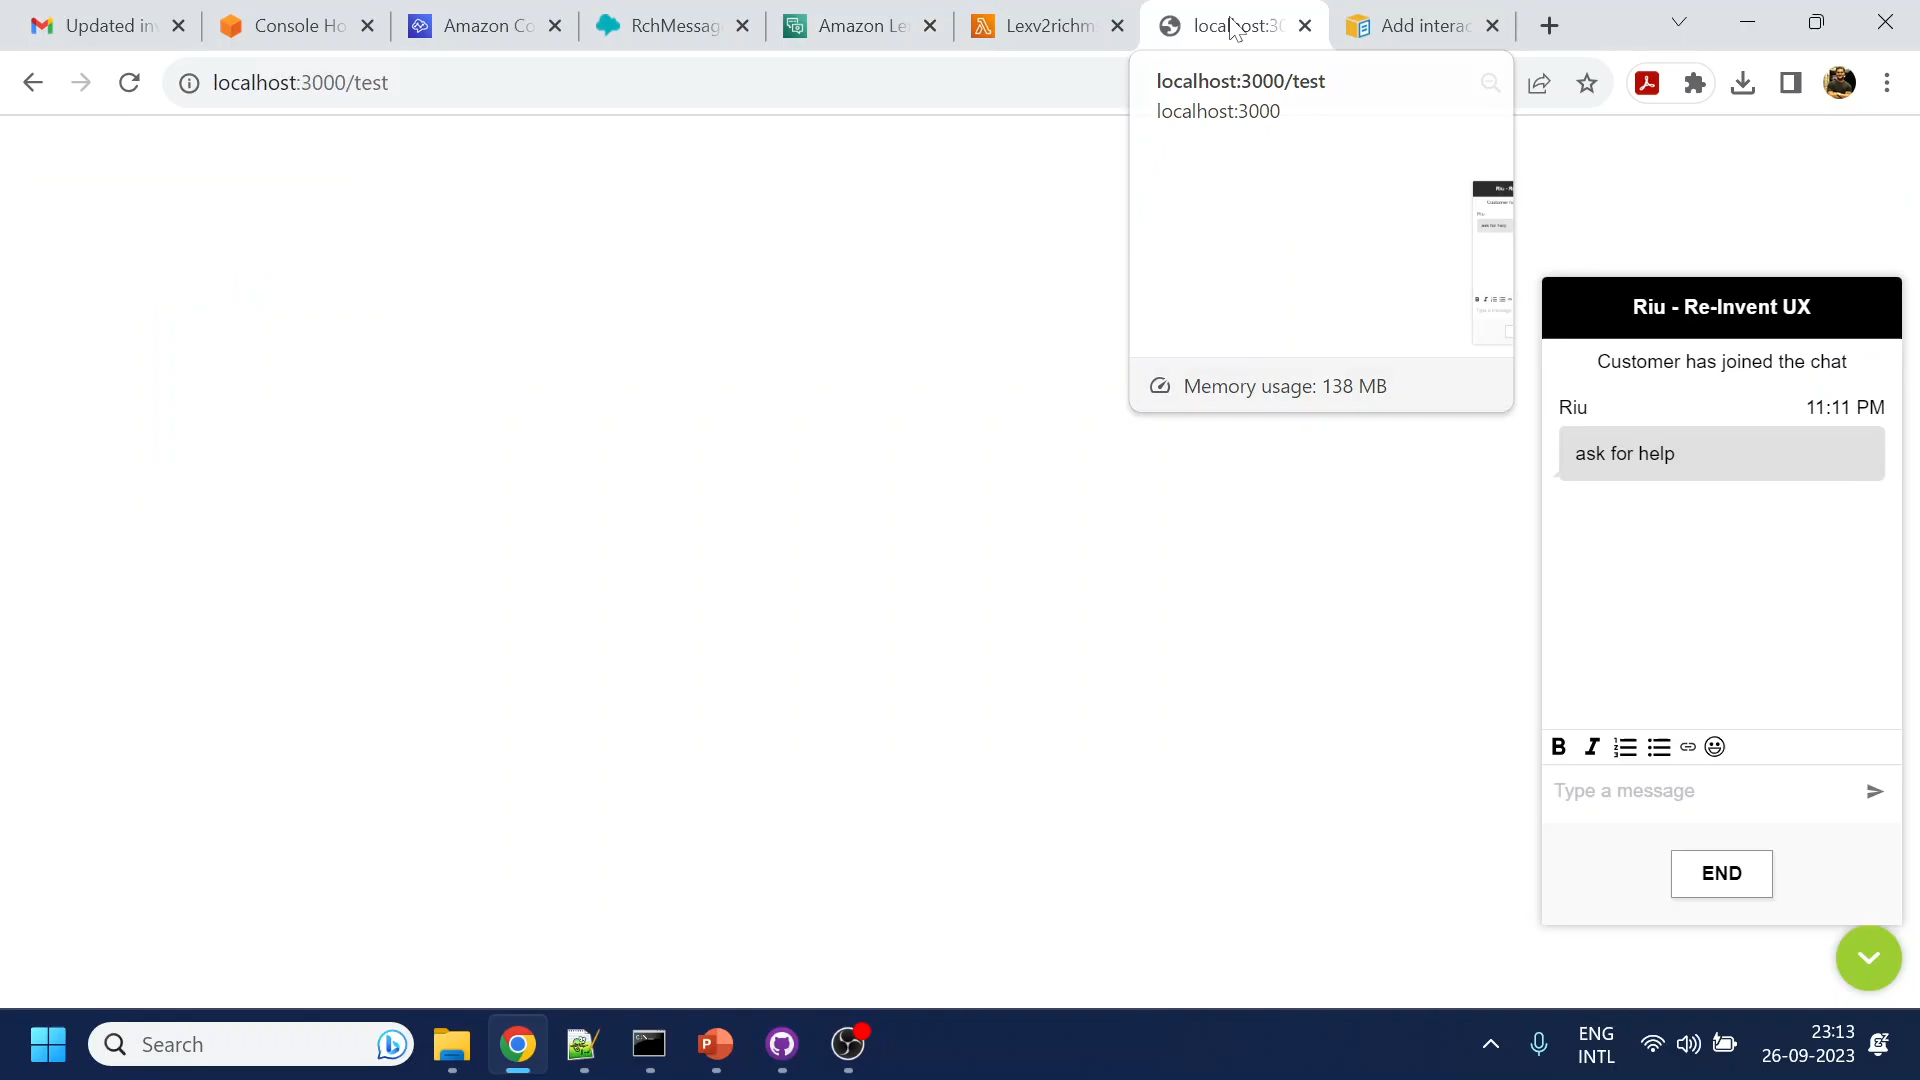 Updated in
Console Ho
Amazon Co
RchMessag
Amazon Le
Lexv2richm
localhost:30
Add interac
localhost:3000/test
localhost:3000/test
localhost:3000
Memory usage: 138 MB
Riu - Re-Invent UX
Customer has joined the chat
Riu
11:11 PM
ask for help
B I
Type a message
END
Search
ENG
INTL
23:13
26-09-2023